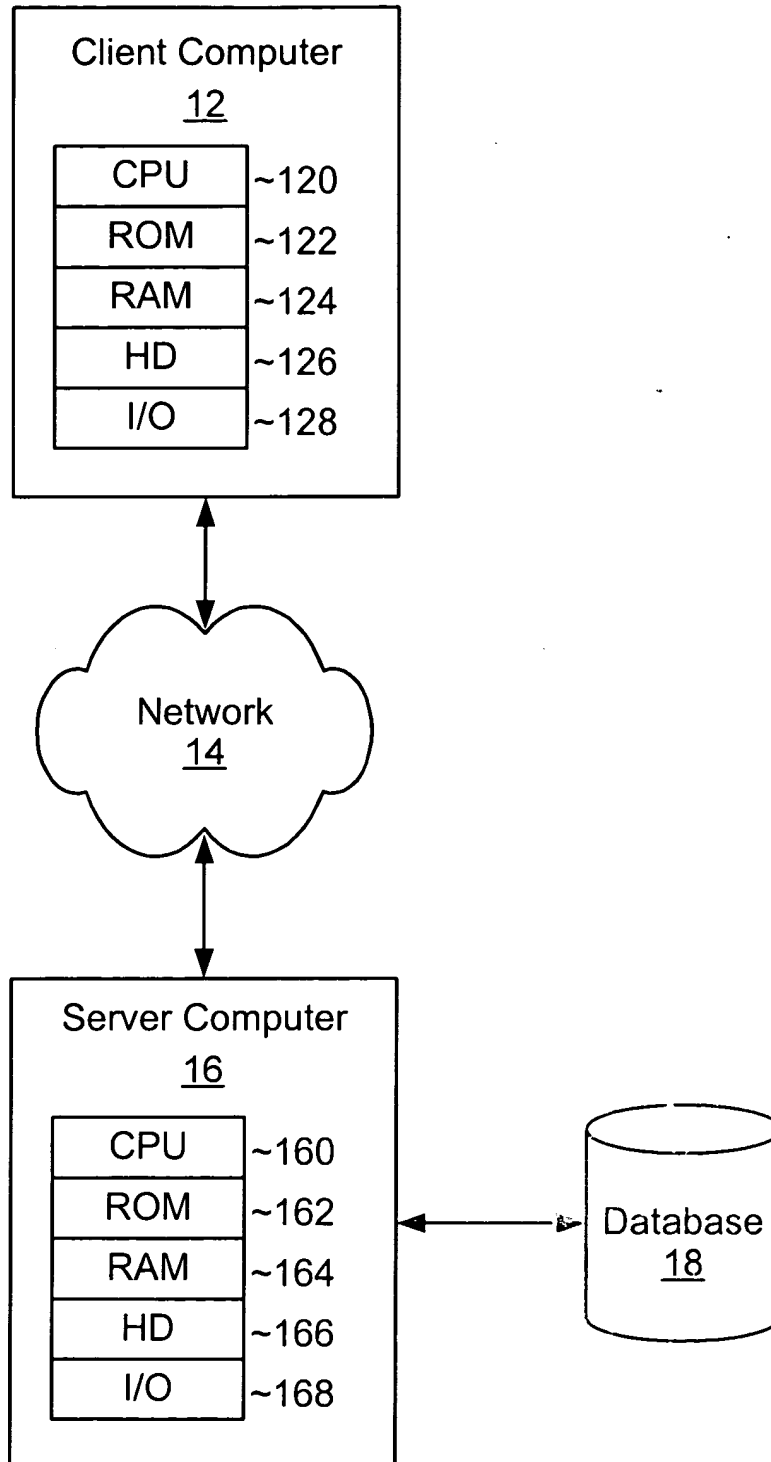 Client Computer
12
CPU ~120
ROM ~122
RAM ~124
HD ~126
I/O ~128
Network
14
Server Computer
16
CPU ~160
ROM ~162
RAM ~164
HD ~166
I/O ~168
Database
18